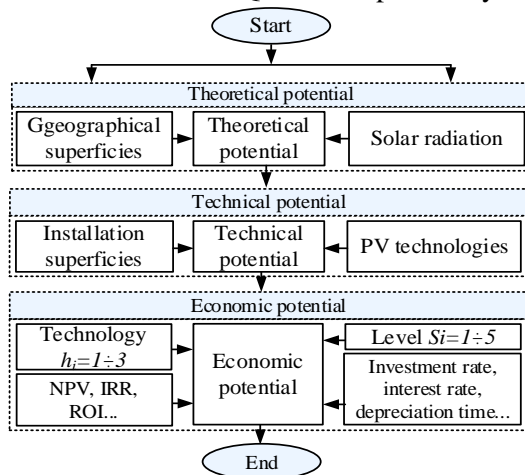 Start
Theoretical potential
Ggeographical
superficies
Theoretical
potential
Solar radiation
Technical potential
Installation
superficies
Technical
potential
PV technologies
Economic potential
Technology
hᵢ=1÷3
NPV, IRR,
ROI...
Economic
potential
Level Si=1÷5
Investment rate,
interest rate,
depreciation time...
End